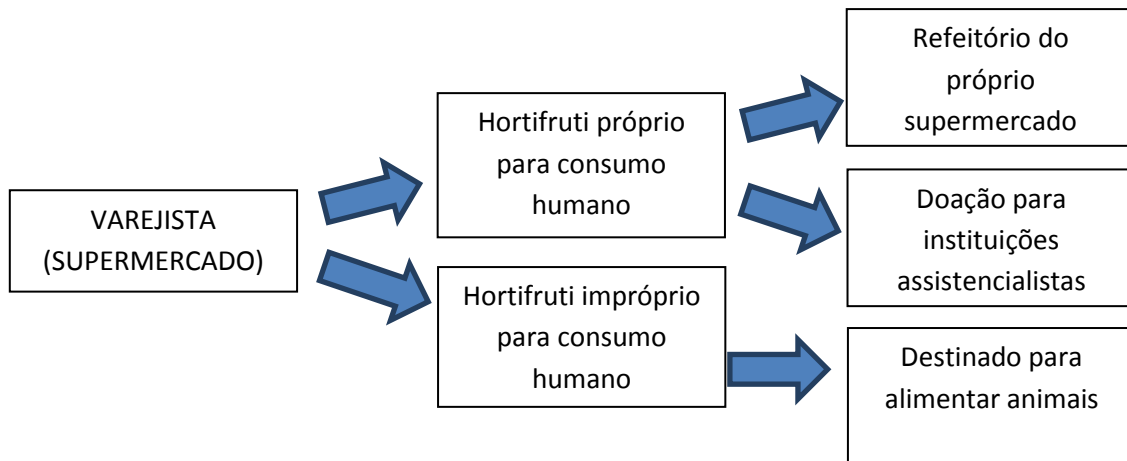 VAREJISTA
(SUPERMERCADO)
Hortifruti próprio
para consumo
humano
Hortifruti impróprio
para consumo
humano
Refeitório do
próprio
supermercado
Doação para
instituições
assistencialistas
Destinado para
alimentar animais